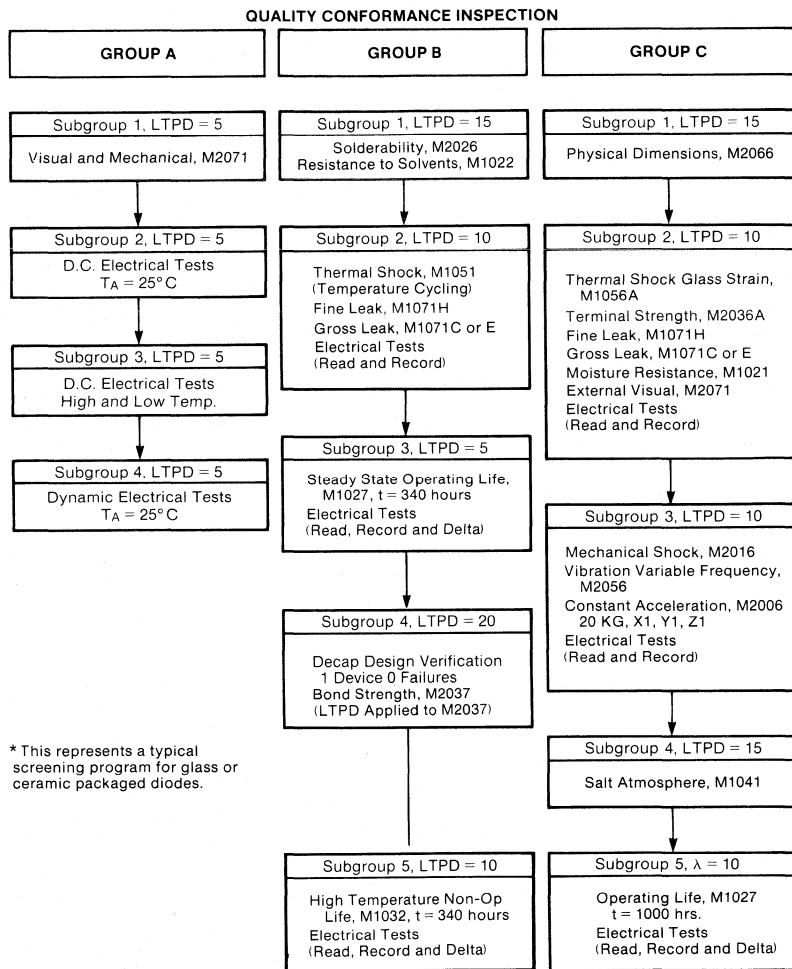 QUALITY CONFORMANCE INSPECTION
GROUP A
Subgroup 1, LTPD = 5
Visual and Mechanical, M2071
Subgroup 2, LTPD = 5
D.C. Electrical Tests
TA = 25°C
Subgroup 3, LTPD = 5
D.C. Electrical Tests
High and Low Temp.
Subgroup 4, LTPD = 5
Dynamic Electrical Tests
TA = 25°C
* This represents a typical
screening program for glass or
ceramic packaged diodes.
GROUP B
Subgroup 1, LTPD = 15
Solderability, M2026
Resistance to Solvents, M1022
Subgroup 2, LTPD = 10
Thermal Shock, M1051
(Temperature Cycling)
Fine Leak, M1071H
Gross Leak, M1071C or E
Electrical Tests
(Read and Record)
Subgroup 3, LTPD = 5
Steady State Operating Life,
M1027, t = 340 hours
Electrical Tests
(Read, Record and Delta)
Subgroup 4, LTPD = 20
Decap Design Verification
1 Device 0 Failures
Bond Strength, M2037
(LTPD Applied to M2037)
Subgroup 5, LTPD = 10
High Temperature Non-Op
Life, M1032, t = 340 hours
Electrical Tests
(Read, Record and Delta)
GROUP C
Subgroup 1, LTPD = 15
Physical Dimensions, M2066
Subgroup 2, LTPD = 10
Thermal Shock Glass Strain,
M1056A
Terminal Strength, M2036A
Fine Leak, M1071H
Gross Leak, M1071C or E
Moisture Resistance, M1021
External Visual, M2071
Electrical Tests
(Read and Record)
Subgroup 3, LTPD = 10
Mechanical Shock, M2016
Vibration Variable Frequency,
M2056
Constant Acceleration, M2006
20 KG, X1, Y1, Z1
Electrical Tests
(Read and Record)
Subgroup 4, LTPD = 15
Salt Atmosphere, M1041
Subgroup 5, λ = 10
Operating Life, M1027
t = 1000 hrs.
Electrical Tests
(Read, Record and Delta)